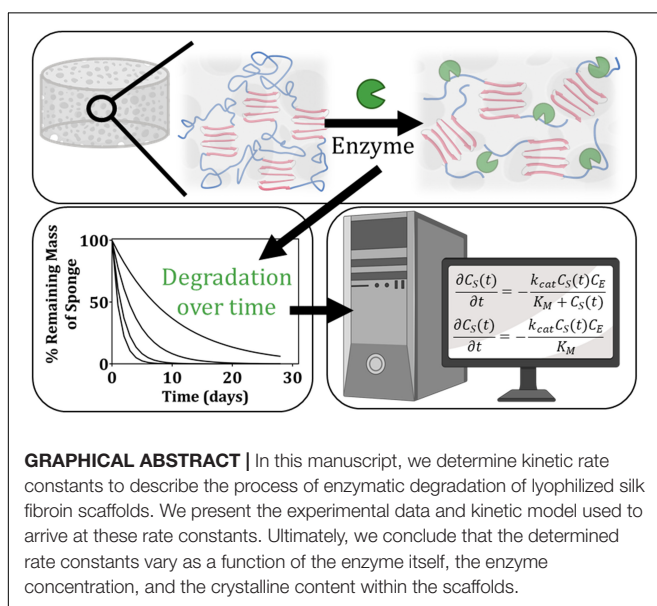 Enzyme
% Remaining Mass
of Sponge
100
50
0
0 10 20 30
Time (days)
Degradation
over time
∂C_S(t)/∂t = −k_cat C_S(t)C_E/(K_M + C_S(t))
∂C_S(t)/∂t = −k_cat C_S(t)C_E/K_M
GRAPHICAL ABSTRACT | In this manuscript, we determine kinetic rate
constants to describe the process of enzymatic degradation of lyophilized silk
fibroin scaffolds. We present the experimental data and kinetic model used to
arrive at these rate constants. Ultimately, we conclude that the determined
rate constants vary as a function of the enzyme itself, the enzyme
concentration, and the crystalline content within the scaffolds.